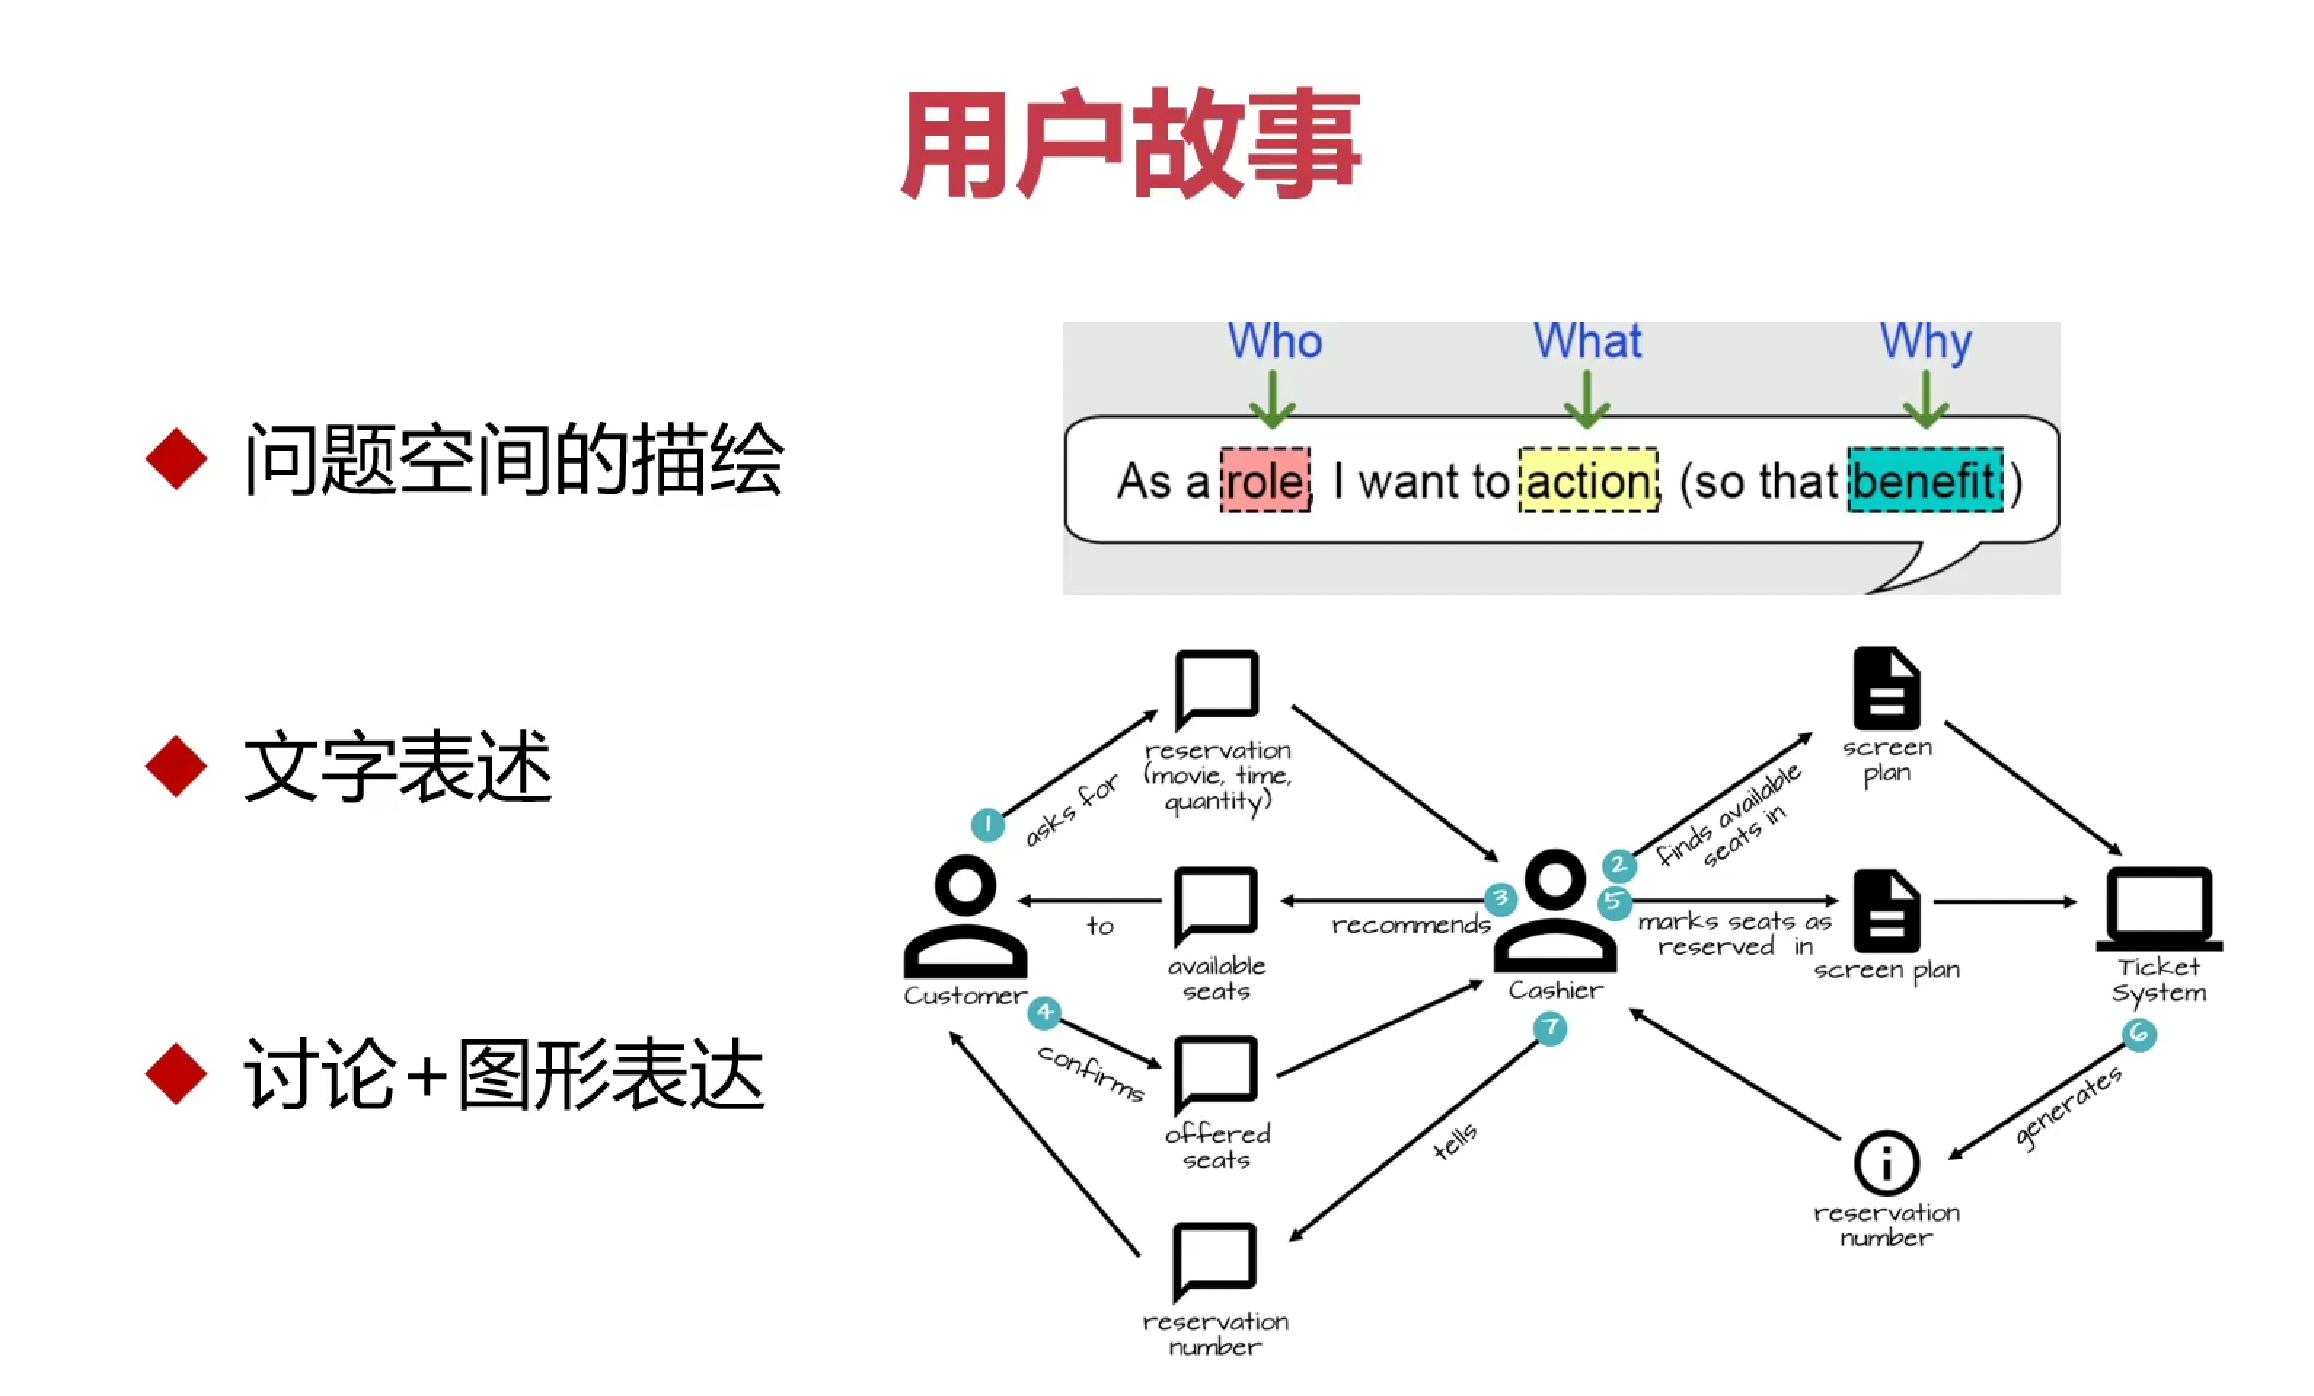 用户故事
Who What Why
As a role, I want to action, (so that benefit )
问题空间的描绘
文字表述
讨论+图形表达
1
asks for
reservation
(movie, time,
quantity)
2
finds available
seats in
screen
plan
3
recommends
available
seats
to
Customer
Cashier
5
marks seats as
reserved in
screen plan
Ticket
System
4
confirms
offered
seats
6
generates
reservation
number
7
tells
reservation
number